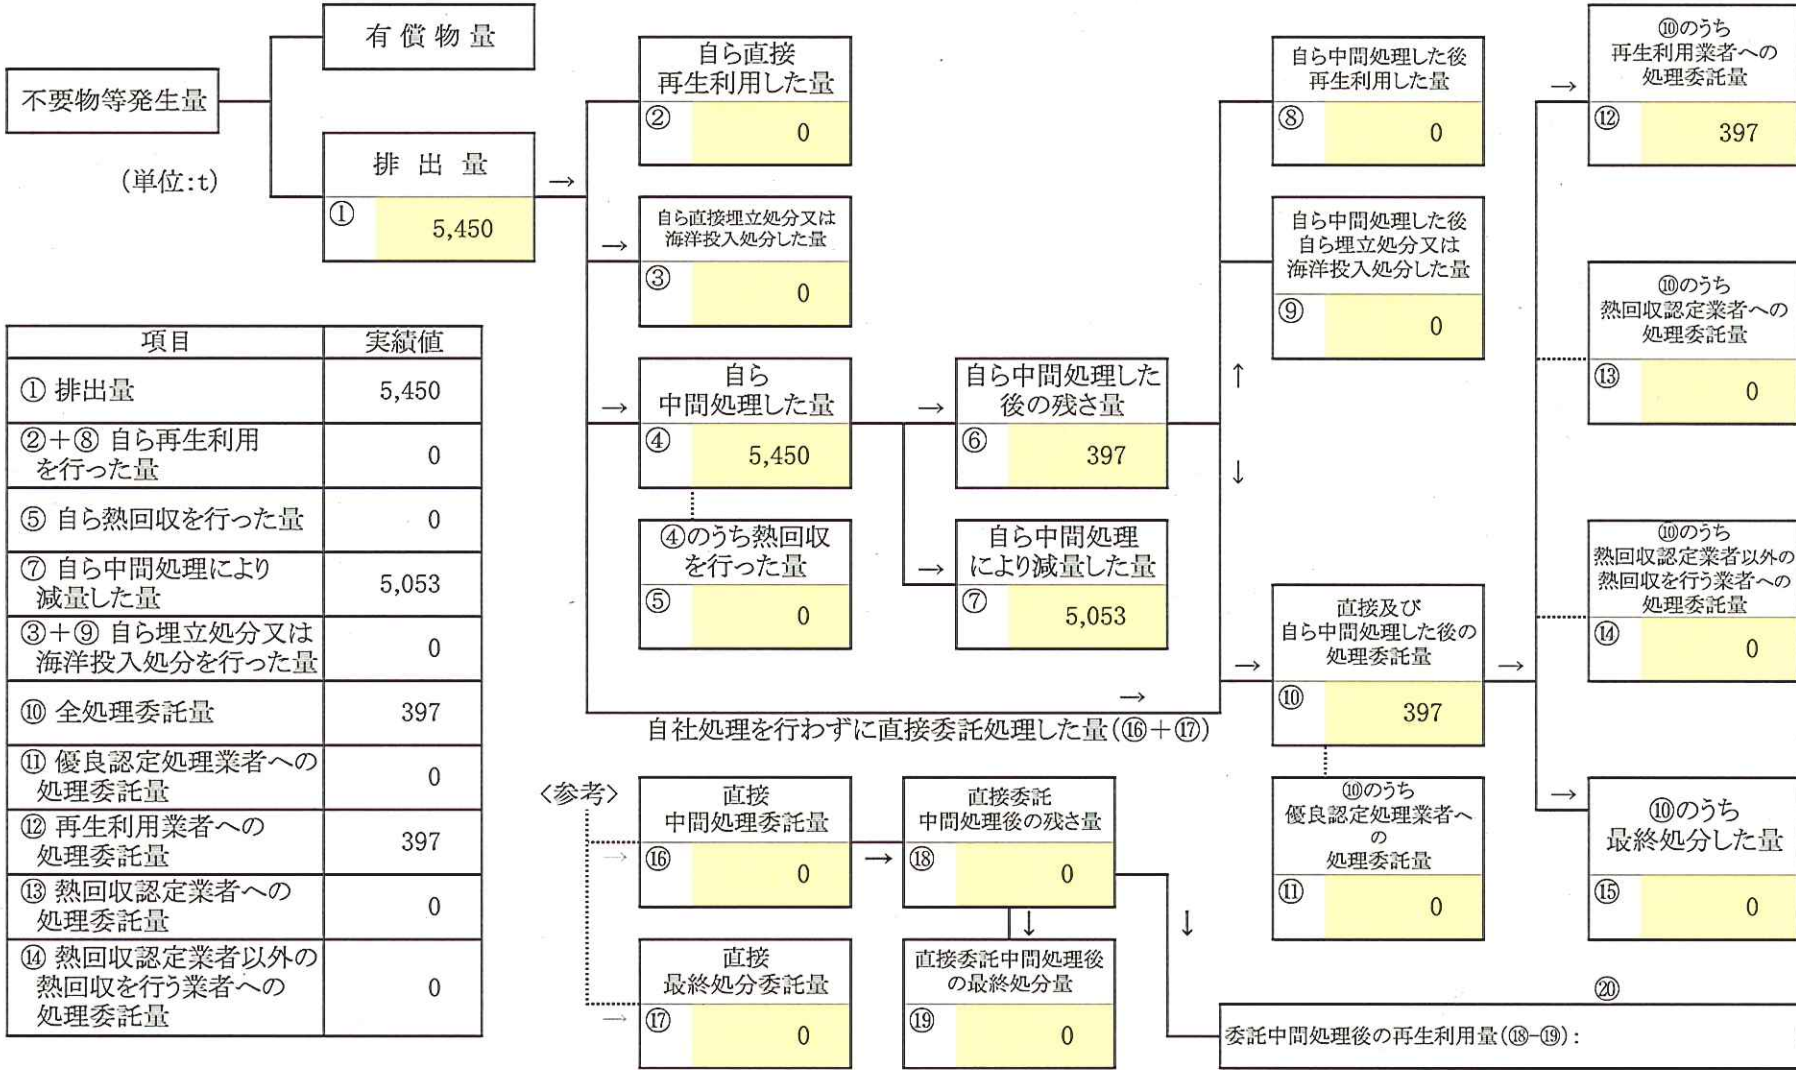 不要物等発生量
(単位:t)
有償物量
排出量
① 5,450
自ら直接
再生利用した量
② 0
自ら直接埋立処分又は
海洋投入処分した量
③ 0
自ら
中間処理した量
④ 5,450
④のうち熱回収
を行った量
⑤ 0
自ら中間処理した
後の残さ量
⑥ 397
自ら中間処理
により減量した量
⑦ 5,053
自ら中間処理した後
再生利用した量
⑧ 0
自ら中間処理した後
自ら埋立処分又は
海洋投入処分した量
⑨ 0
直接及び
自ら中間処理した後の
処理委託量
⑩ 397
⑩のうち
優良認定処理業者へ
の
処理委託量
⑪ 0
⑩のうち
再生利用業者への
処理委託量
⑫ 397
⑩のうち
熱回収認定業者への
処理委託量
⑬ 0
⑩のうち
熱回収認定業者以外の
熱回収を行う業者への
処理委託量
⑭ 0
⑩のうち
最終処分した量
⑮ 0
自社処理を行わずに直接委託処理した量(⑯+⑰)
<参考>
直接
中間処理委託量
⑯ 0
直接
最終処分委託量
⑰ 0
直接委託
中間処理後の残さ量
⑱ 0
直接委託中間処理後
の最終処分量
⑲ 0
⑳
委託中間処理後の再生利用量(⑱-⑲):
項目 実績値
① 排出量 5,450
②+⑧ 自ら再生利用
を行った量 0
⑤ 自ら熱回収を行った量 0
⑦ 自ら中間処理により
減量した量 5,053
③+⑨ 自ら埋立処分又は
海洋投入処分を行った量 0
⑩ 全処理委託量 397
⑪ 優良認定処理業者への
処理委託量 0
⑫ 再生利用業者への
処理委託量 397
⑬ 熱回収認定業者への
処理委託量 0
⑭ 熱回収認定業者以外の
熱回収を行う業者への
処理委託量 0